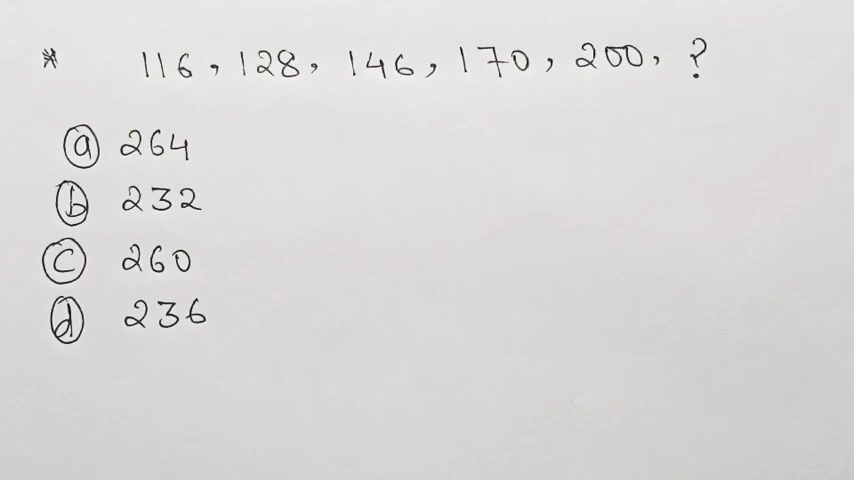 * 116, 128, 146, 170, 200, ?
ⓐ 264
ⓑ 232
ⓒ 260
ⓓ 236